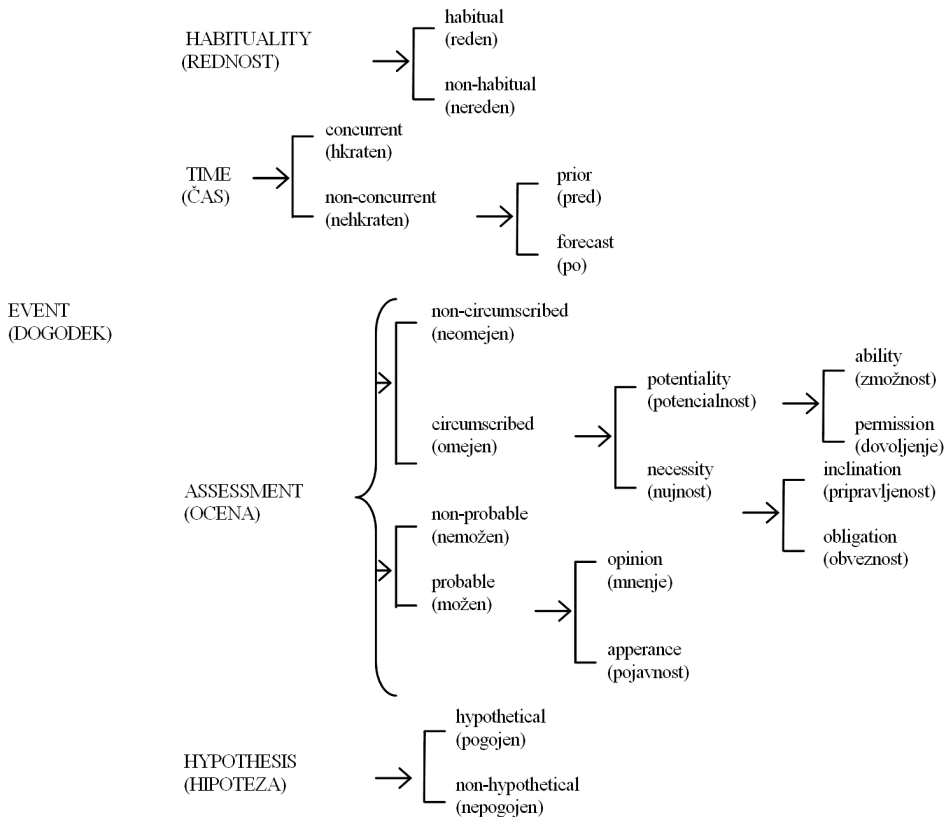 HABITUALITY
(REDNOST)
habitual
(reden)
non-habitual
(nereden)
TIME
(ČAS)
concurrent
(hkraten)
non-concurrent
(nehkraten)
prior
(pred)
forecast
(po)
EVENT
(DOGODEK)
ASSESSMENT
(OCENA)
non-circumscribed
(neomejen)
circumscribed
(omejen)
potentiality
(potencialnost)
ability
(zmožnost)
permission
(dovoljenje)
necessity
(nujnost)
inclination
(pripravljenost)
obligation
(obveznost)
non-probable
(nemožen)
probable
(možen)
opinion
(mnenje)
apperance
(pojavnost)
HYPOTHESIS
(HIPOTEZA)
hypothetical
(pogojen)
non-hypothetical
(nepogojen)